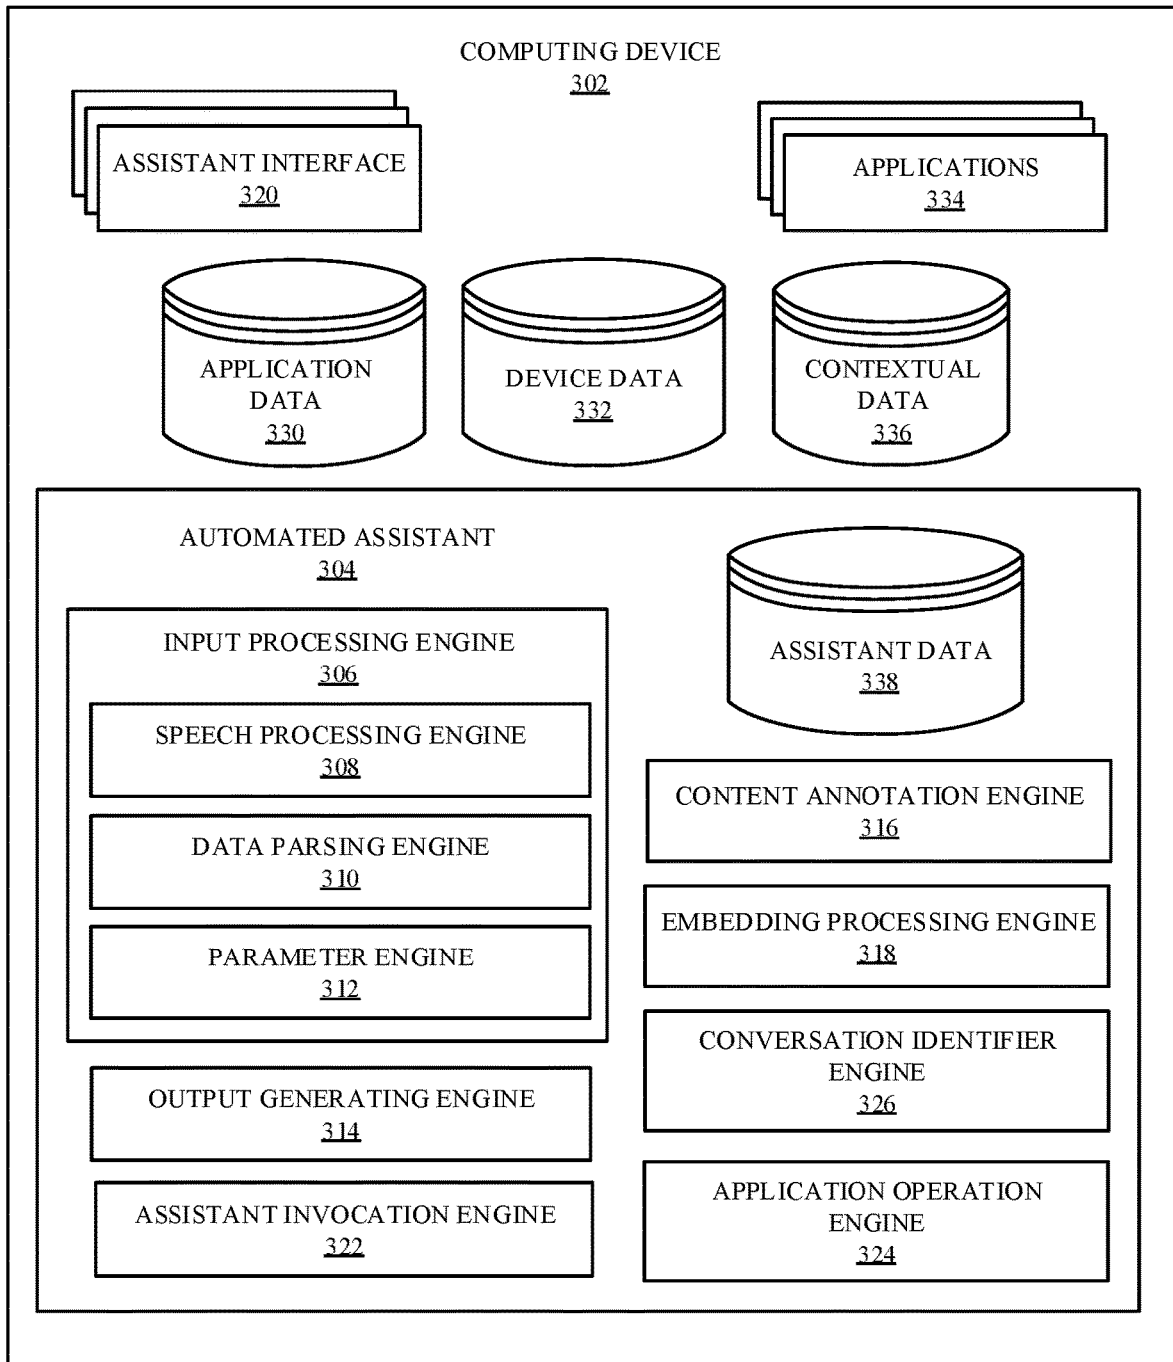 COMPUTING DEVICE
302
ASSISTANT INTERFACE
320
APPLICATIONS
334
APPLICATION
DATA
330
DEVICE DATA
332
CONTEXTUAL
DATA
336
AUTOMATED ASSISTANT
304
INPUT PROCESSING ENGINE
306
SPEECH PROCESSING ENGINE
308
DATA PARSING ENGINE
310
PARAMETER ENGINE
312
OUTPUT GENERATING ENGINE
314
ASSISTANT INVOCATION ENGINE
322
ASSISTANT DATA
338
CONTENT ANNOTATION ENGINE
316
EMBEDDING PROCESSING ENGINE
318
CONVERSATION IDENTIFIER
ENGINE
326
APPLICATION OPERATION
ENGINE
324